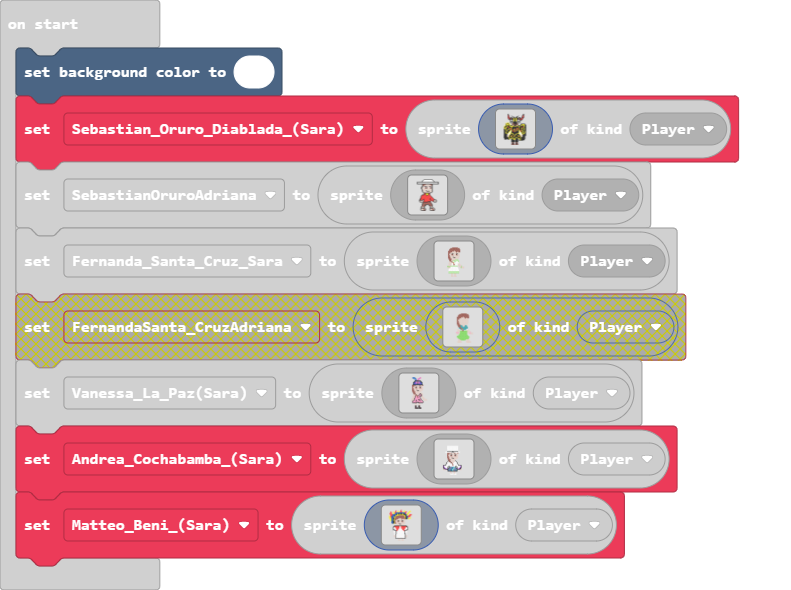 on start
set background color to
set Sebastian_Oruro_Diablada_(Sara) to sprite of kind Player
set SebastianOruroAdriana to sprite of kind Player
set Fernanda_Santa_Cruz_Sara to sprite of kind Player
set FernandaSanta_CruzAdriana to sprite of kind Player
set Vanessa_La_Paz(Sara) to sprite of kind Player
set Andrea_Cochabamba_(Sara) to sprite of kind Player
set Matteo_Beni_(Sara) to sprite of kind Player